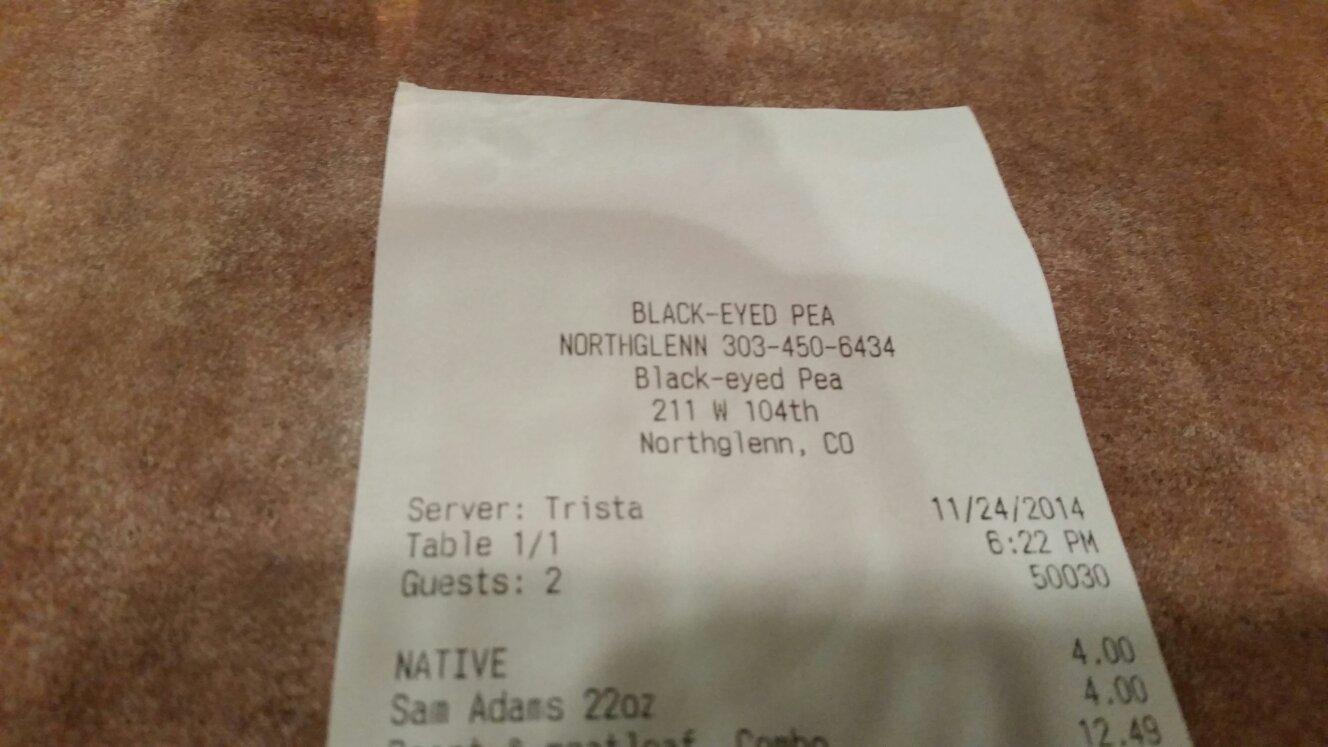 BLACK-EYED PEA
NORTHGLENN 303-450-6434
Black-eyed Pea
211 W 104th
Northglenn, CO
Server: Trista 11/24/2014
Table 1/1 6:22 PM
Guests: 2 50030
NATIVE 4.00
Sam Adams 22oz 4.00
& meatloaf Combo 12.49